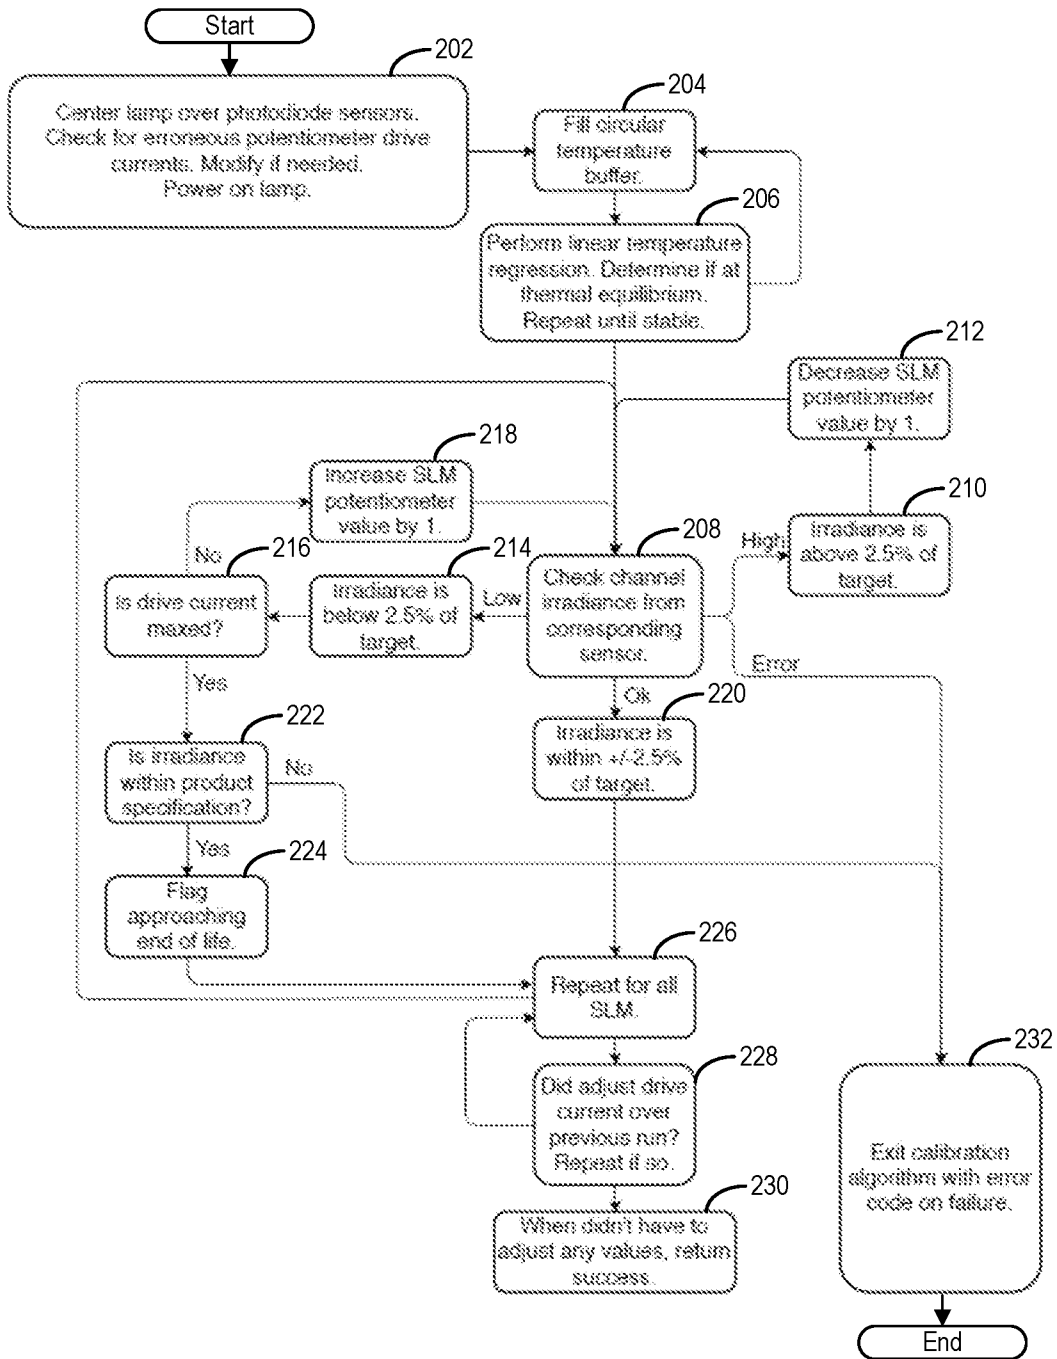 Start
202
Center lamp over photodiode sensors.
Check for erroneous potentiometer drive
currents. Modify if needed.
Power on lamp.
204
Fill circular
temperature
buffer.
206
Perform linear temperature
regression. Determine if at
thermal equilibrium.
Repeat until stable.
212
Decrease SLM
potentiometer
value by 1.
218
Increase SLM
potentiometer
value by 1.
210
Irradiance is
above 2.5% of
target.
High
208
Check channel
irradiance from
corresponding
sensor.
214
Irradiance is
below 2.5% of
target.
Low
216
Is drive current
maxed?
No
Yes
Error
Ok
220
Irradiance is
within +/-2.5%
of target.
222
Is irradiance
within product
specification?
No
Yes
224
Flag
approaching
end of life.
226
Repeat for all
SLM.
228
Did adjust drive
current over
previous run?
Repeat if so.
230
When didn't have to
adjust any values, return
success.
232
Exit calibration
algorithm with error
code on failure.
End